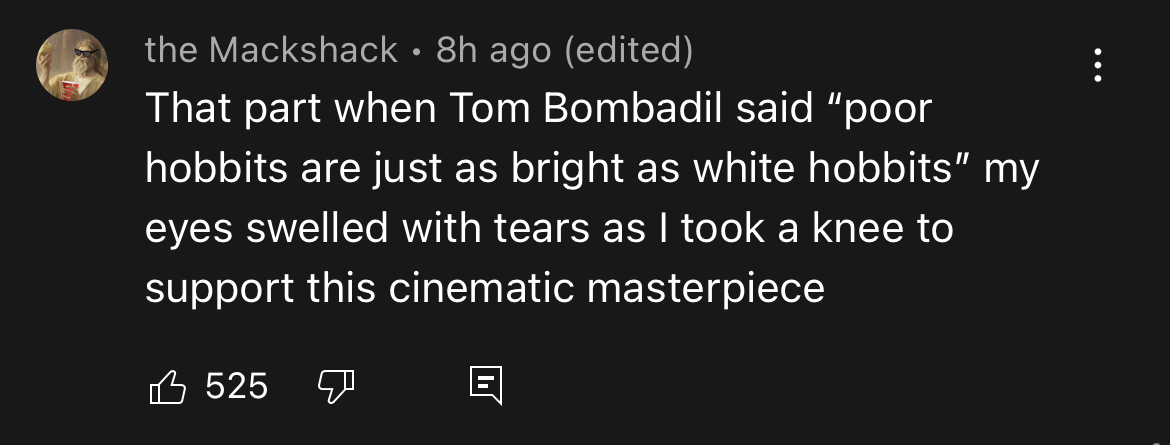 the Mackshack • 8h ago (edited)
That part when Tom Bombadil said “poor
hobbits are just as bright as white hobbits” my
eyes swelled with tears as I took a knee to
support this cinematic masterpiece
525